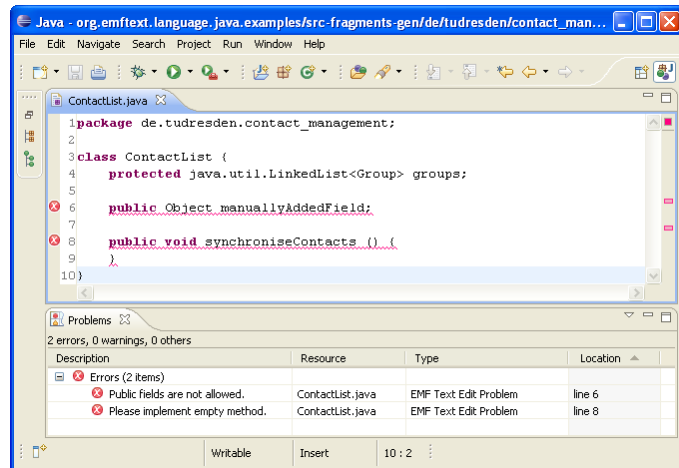 Java - org.emftext.language.java.examples/src-fragments-gen/de/tudresden/contact_man...
File Edit Navigate Search Project Run Window Help
ContactList.java
1package de.tudresden.contact_management;
2
3class ContactList {
4 protected java.util.LinkedList<Group> groups;
5
6 public Object manuallyAddedField;
7
8 public void synchroniseContacts () {
9 }
10}
Problems
2 errors, 0 warnings, 0 others
Description Resource Type Location
Errors (2 items)
Public fields are not allowed. ContactList.java EMF Text Edit Problem line 6
Please implement empty method. ContactList.java EMF Text Edit Problem line 8
Writable Insert 10 : 2